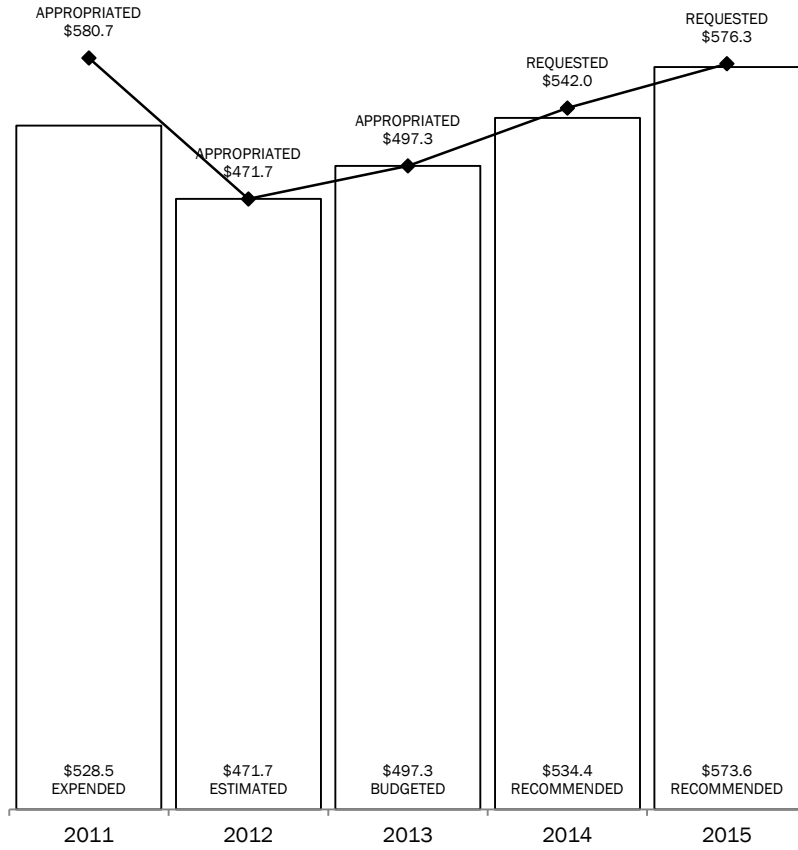 APPROPRIATED
$580.7
APPROPRIATED
$471.7
APPROPRIATED
$497.3
REQUESTED
$542.0
REQUESTED
$576.3
$528.5
EXPENDED
$471.7
ESTIMATED
$497.3
BUDGETED
$534.4
RECOMMENDED
$573.6
RECOMMENDED
2011
2012
2013
2014
2015